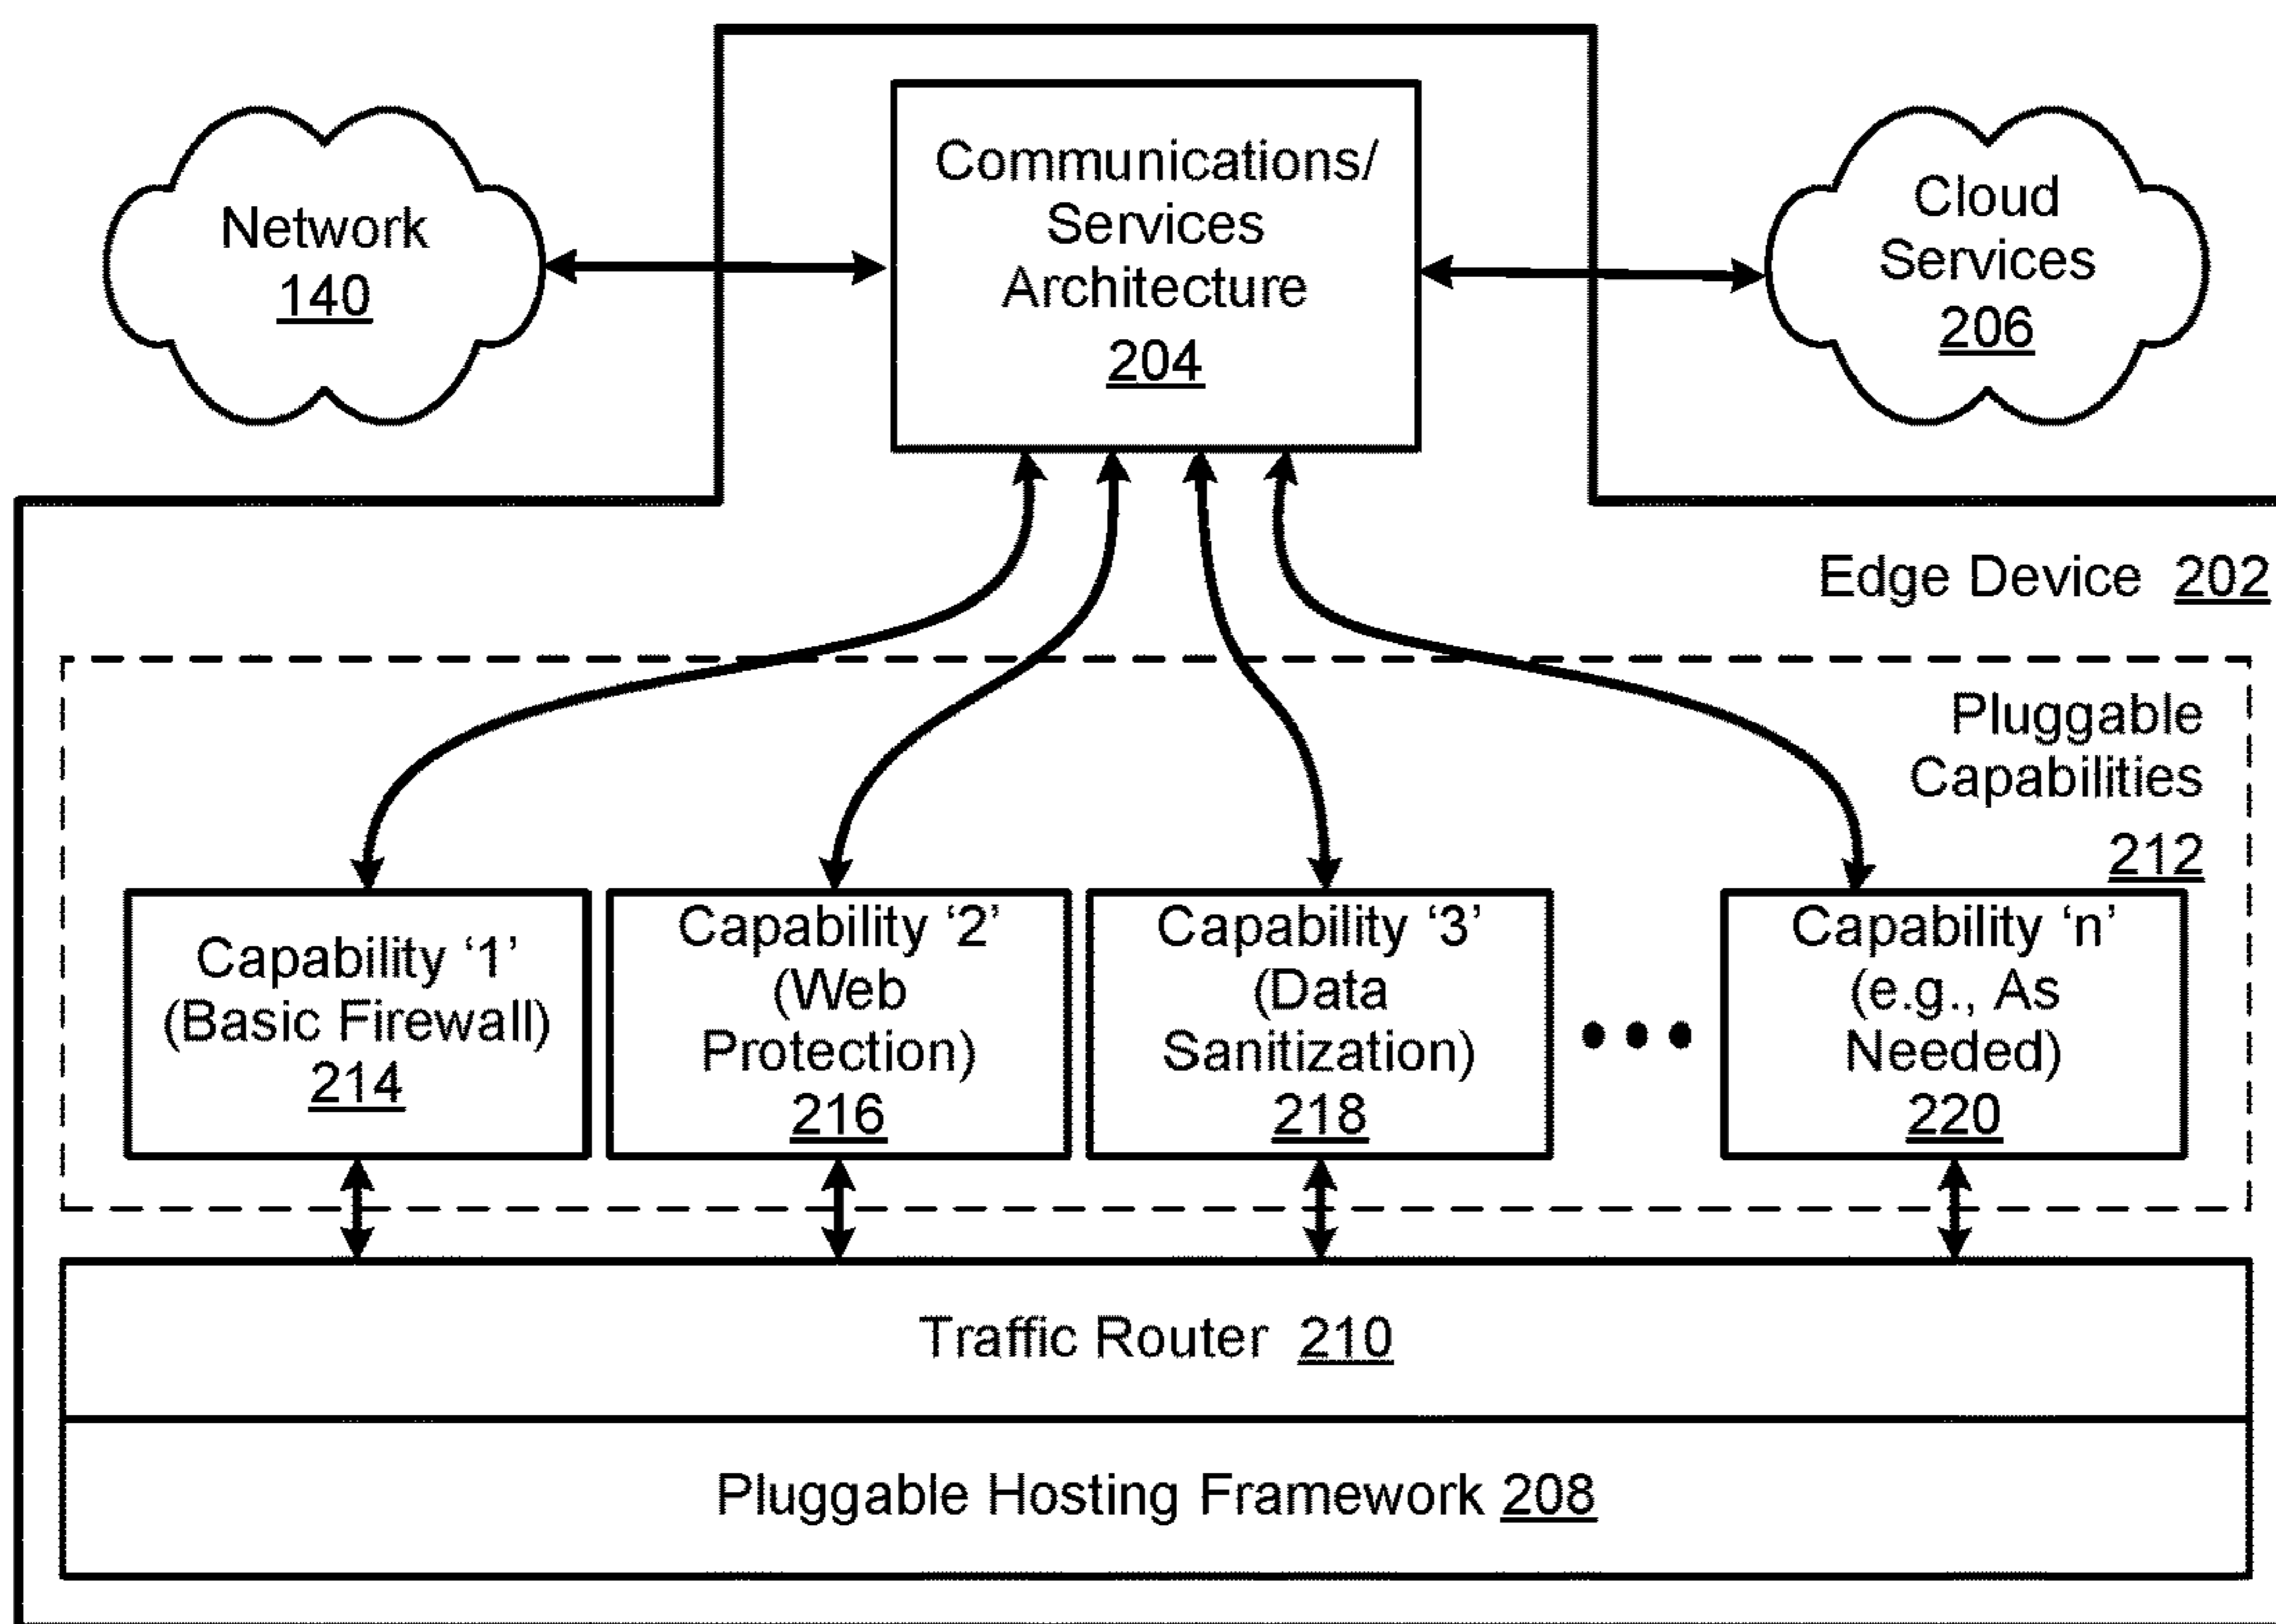 Network
140
Communications/
Services
Architecture
204
Cloud
Services
206
Edge Device 202
Pluggable
Capabilities
212
Capability ‘1’
(Basic Firewall)
214
Capability ‘2’
(Web
Protection)
216
Capability ‘3’
(Data
Sanitization)
218
Capability ‘n’
(e.g., As
Needed)
220
Traffic Router 210
Pluggable Hosting Framework 208